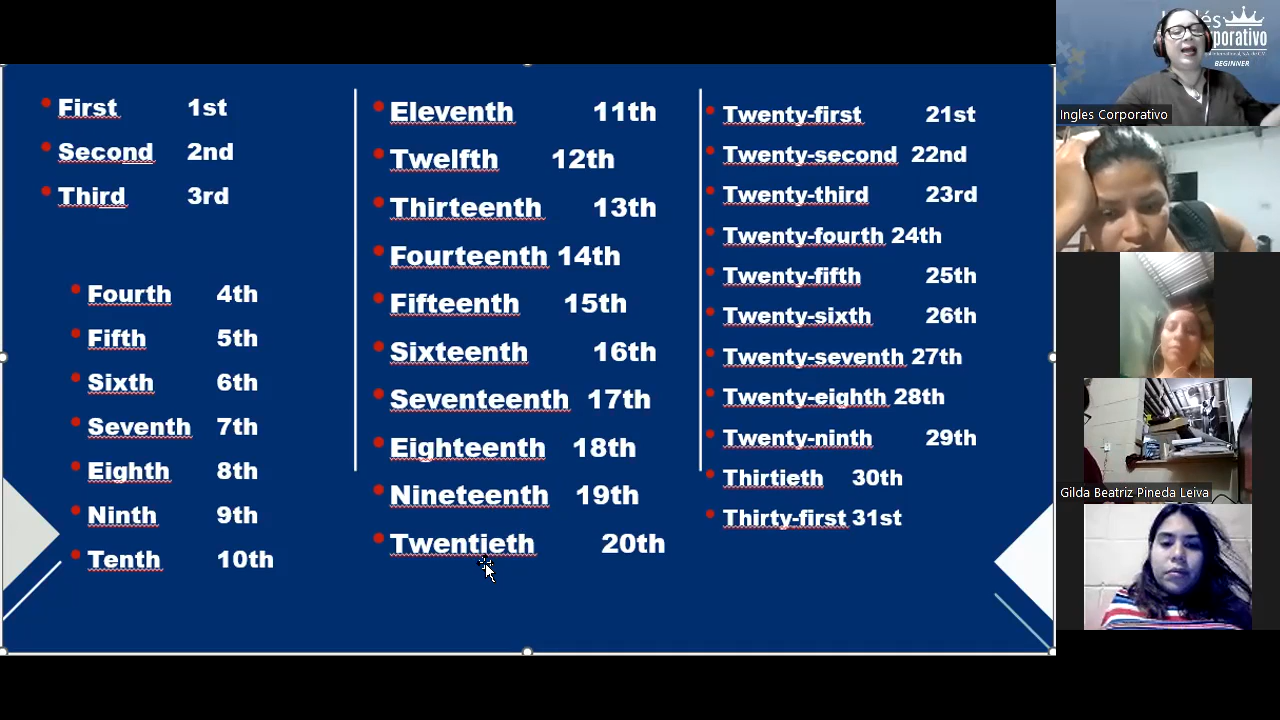 First 1st
Second 2nd
Third 3rd
Fourth 4th
Fifth 5th
Sixth 6th
Seventh 7th
Eighth 8th
Ninth 9th
Tenth 10th
Eleventh 11th
Twelfth 12th
Thirteenth 13th
Fourteenth 14th
Fifteenth 15th
Sixteenth 16th
Seventeenth 17th
Eighteenth 18th
Nineteenth 19th
Twentieth 20th
Twenty-first 21st
Twenty-second 22nd
Twenty-third 23rd
Twenty-fourth 24th
Twenty-fifth 25th
Twenty-sixth 26th
Twenty-seventh 27th
Twenty-eighth 28th
Twenty-ninth 29th
Thirtieth 30th
Thirty-first 31st
BEGINNER
Ingles Corporativo
Gilda Beatriz Pineda Leiva